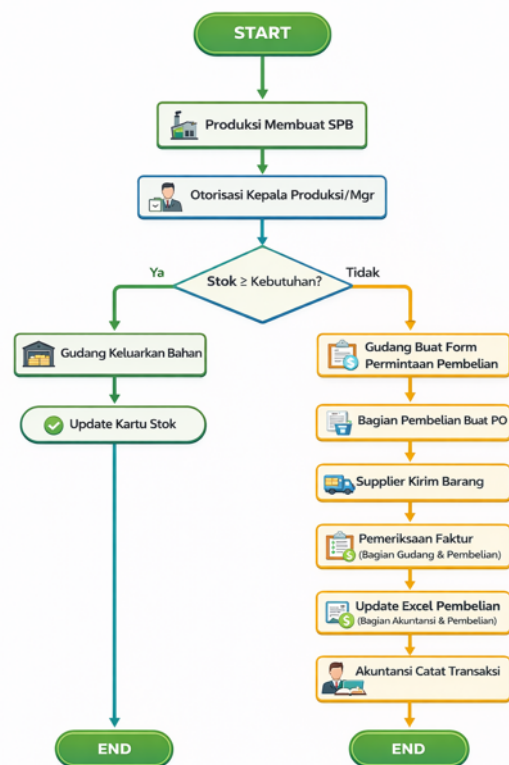 START
Produksi Membuat SPB
Otorisasi Kepala Produksi/Mgr
Stok ≥ Kebutuhan?
Ya
Tidak
Gudang Keluarkan Bahan
Update Kartu Stok
END
Gudang Buat Form
Permintaan Pembelian
Bagian Pembelian Buat PO
Supplier Kirim Barang
Pemeriksaan Faktur
(Bagian Gudang & Pembelian)
Update Excel Pembelian
(Bagian Akuntansi & Pembelian)
Akuntansi Catat Transaksi
END